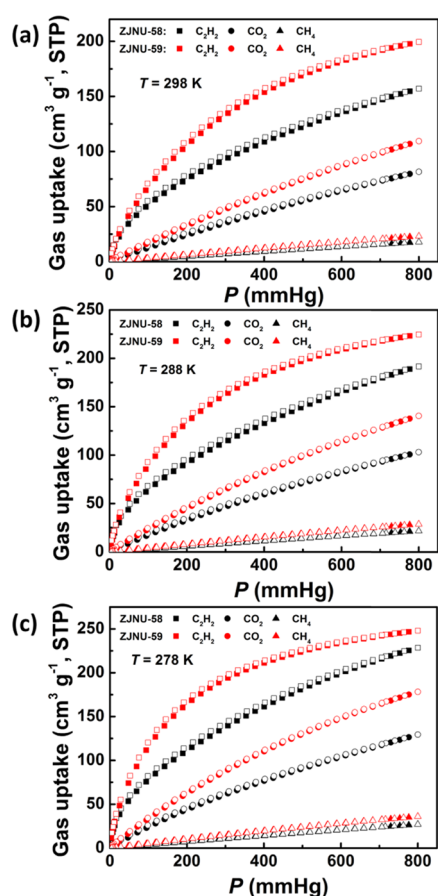 (a)
ZJNU-58: ■ C₂H₂ ● CO₂ ▲ CH₄
ZJNU-59: ■ C₂H₂ ● CO₂ ▲ CH₄
T = 298 K
Gas uptake (cm³ g⁻¹, STP)
200
150
100
50
0
0 200 400 600 800
P (mmHg)
(b)
ZJNU-58 ■ C₂H₂ ● CO₂ ▲ CH₄
ZJNU-59 ■ C₂H₂ ● CO₂ ▲ CH₄
T = 288 K
Gas uptake (cm³ g⁻¹, STP)
250
200
150
100
50
0
0 200 400 600 800
P (mmHg)
(c)
ZJNU-58 ■ C₂H₂ ● CO₂ ▲ CH₄
ZJNU-59 ■ C₂H₂ ● CO₂ ▲ CH₄
T = 278 K
Gas uptake (cm³ g⁻¹, STP)
250
200
150
100
50
0
0 200 400 600 800
P (mmHg)